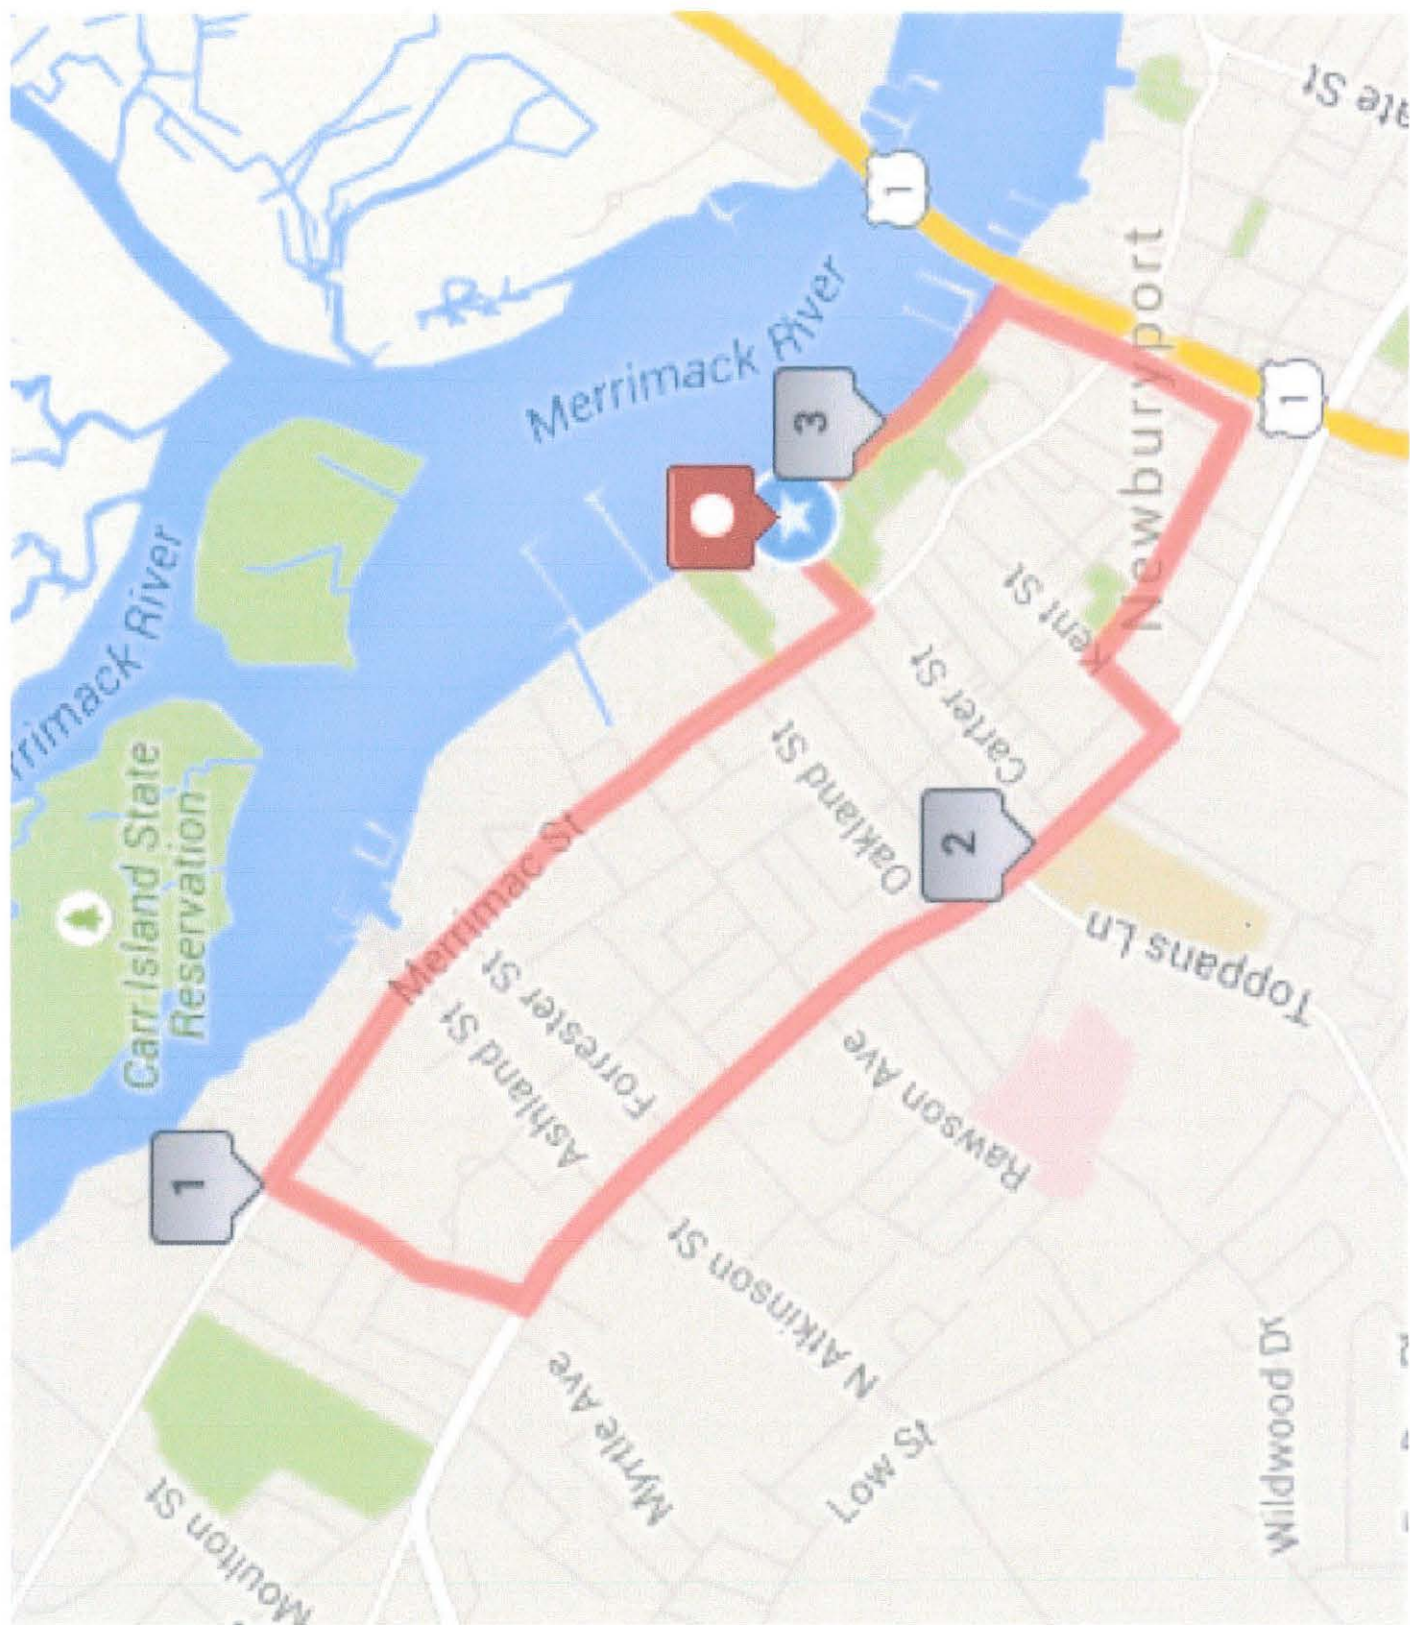 Merrimack River
Merrimack River
Carr Island State
Reservation
Merrimac St
Forrester St
Ashland St
Oakland St
Carter St
Kent St
Newburyport
Toppans Ln
Rawson Ave
N Atkinson St
Myrtle Ave
Low St
Moulton St
Wildwood Dr
1
1
1
2
3